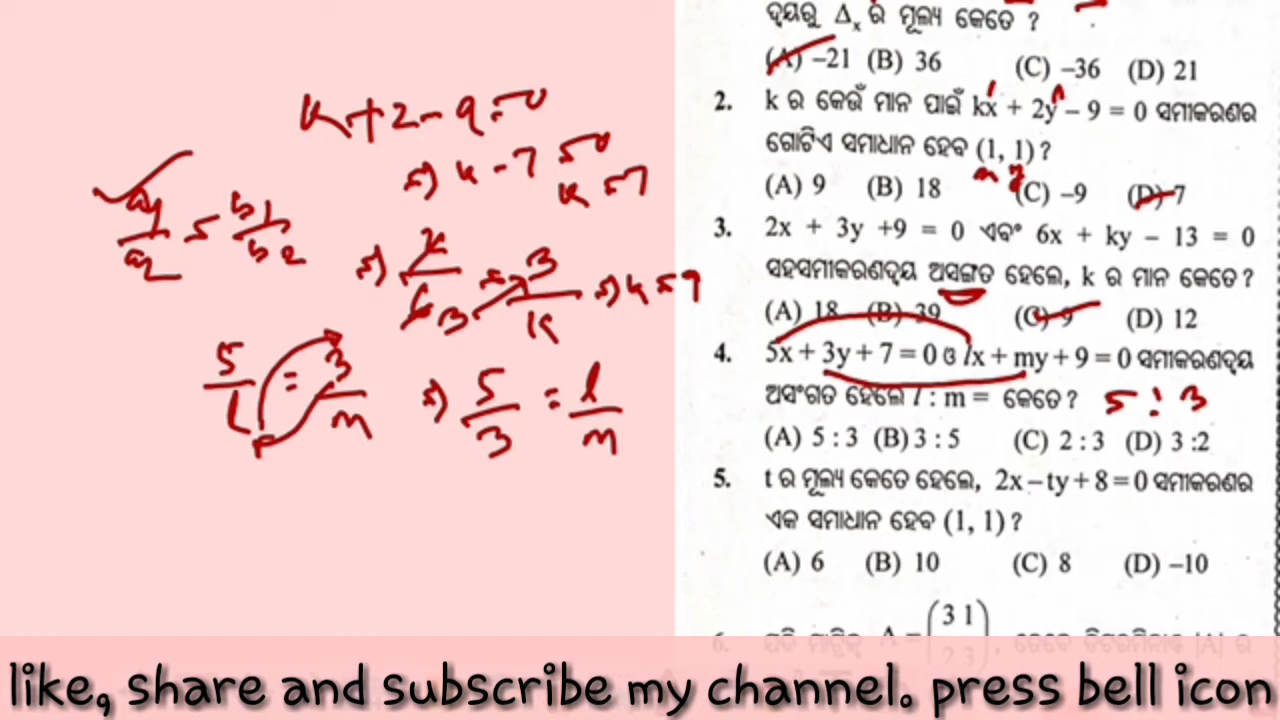 k+2-9=0
⇒ k-7=0
k=7
a1/a2 = b1/b2
⇒ 2/6 3 = 3/k ⇒ k=9
5/l = 3/m ⇒ 5/3 = l/m
ଦ୍ୱୟରୁ Δx ର ମୂଲ୍ୟ କେତେ ?
(A) –21 (B) 36 (C) –36 (D) 21
2. k ର କେଉଁ ମାନ ପାଇଁ kx + 2y – 9 = 0 ସମୀକରଣର
ଗୋଟିଏ ସମାଧାନ ହେବ (1, 1) ?
x y
(A) 9 (B) 18 (C) –9 (D) 7
3. 2x + 3y +9 = 0 ଏବଂ 6x + ky – 13 = 0
ସହସମୀକରଣଦ୍ୱୟ ଅସଙ୍ଗତ ହେଲେ, k ର ମାନ କେତେ ?
(A) 18 (B) 39 (C) 9 (D) 12
4. 5x + 3y + 7 = 0 ଓ lx + my + 9 = 0 ସମୀକରଣଦ୍ୱୟ
ଅସଂଗତ ହେଲେ l : m = କେତେ ? 5 : 3
(A) 5 : 3 (B) 3 : 5 (C) 2 : 3 (D) 3 :2
5. t ର ମୂଲ୍ୟ କେତେ ହେଲେ, 2x – ty + 8 = 0 ସମୀକରଣର
ଏକ ସମାଧାନ ହେବ (1, 1) ?
(A) 6 (B) 10 (C) 8 (D) –10
(3 1)
like, share and subscribe my channel. press bell icon